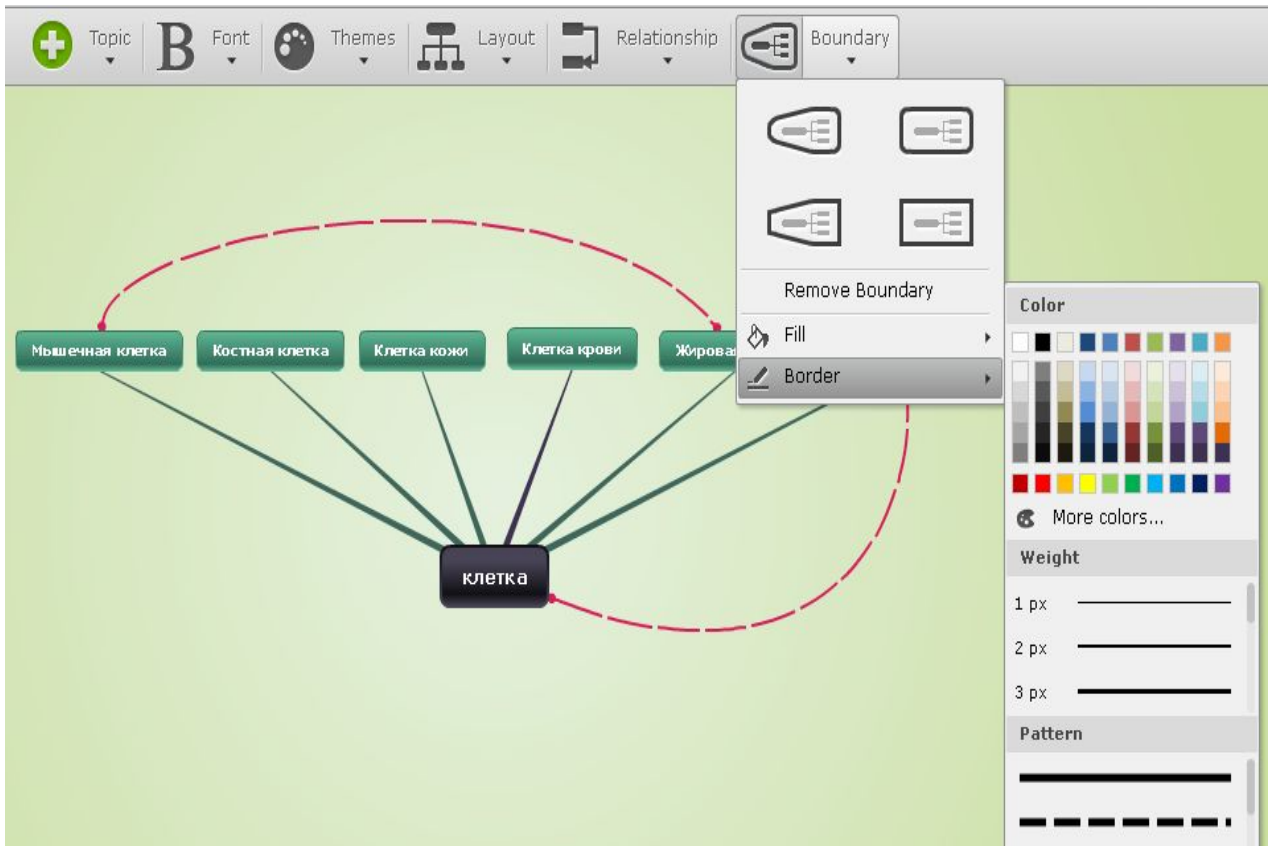 Topic
Font
Themes
Layout
Relationship
Boundary
Remove Boundary
Fill
Border
Color
More colors...
Weight
1 px
2 px
3 px
Pattern
Мышечная клетка
Костная клетка
Клетка кожи
Клетка крови
клетка